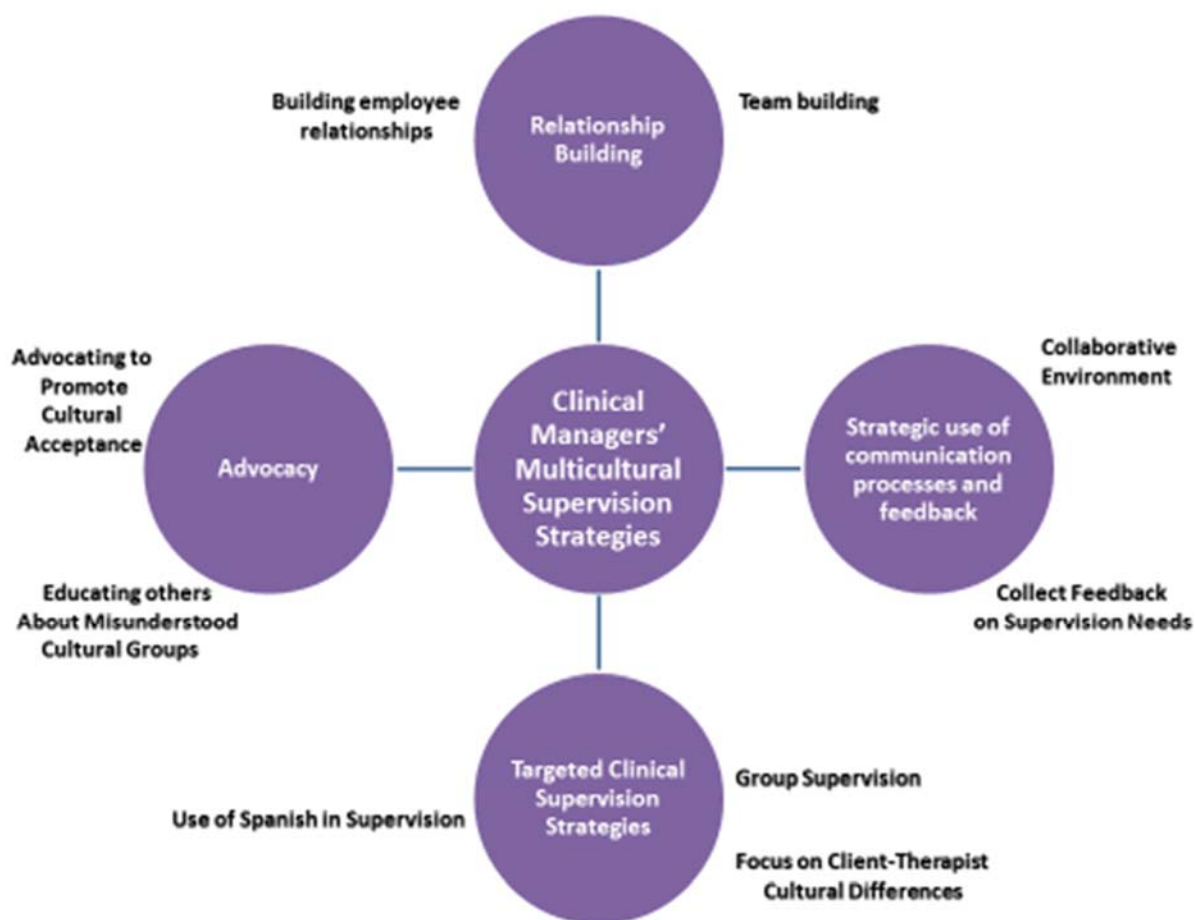 Building employee
relationships
Relationship
Building
Team building
Advocating to
Promote
Cultural
Acceptance
Advocacy
Educating others
About Misunderstood
Cultural Groups
Clinical
Managers'
Multicultural
Supervision
Strategies
Strategic use of
communication
processes and
feedback
Collaborative
Environment
Collect Feedback
on Supervision Needs
Use of Spanish in Supervision
Targeted Clinical
Supervision
Strategies
Group Supervision
Focus on Client-Therapist
Cultural Differences